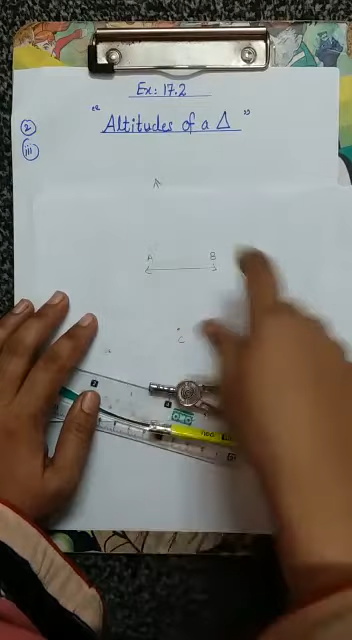 Ex: 17.2
② "Altitudes of a Δ"
iii
A B
C